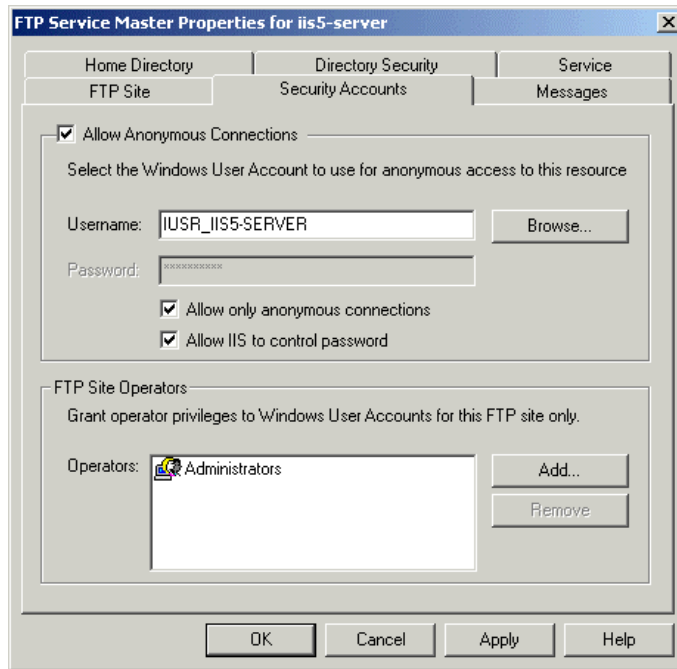 FTP Service Master Properties for iis5-server
Home Directory
Directory Security
Service
FTP Site
Security Accounts
Messages
Allow Anonymous Connections
Select the Windows User Account to use for anonymous access to this resource
Username:
IUSR_IIS5-SERVER
Browse...
Password:
**********
Allow only anonymous connections
Allow IIS to control password
FTP Site Operators
Grant operator privileges to Windows User Accounts for this FTP site only.
Operators:
Administrators
Add...
Remove
OK
Cancel
Apply
Help